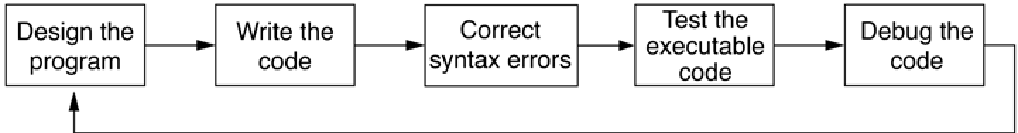 Design the
program
Write the
code
Correct
syntax errors
Test the
executable
code
Debug the
code